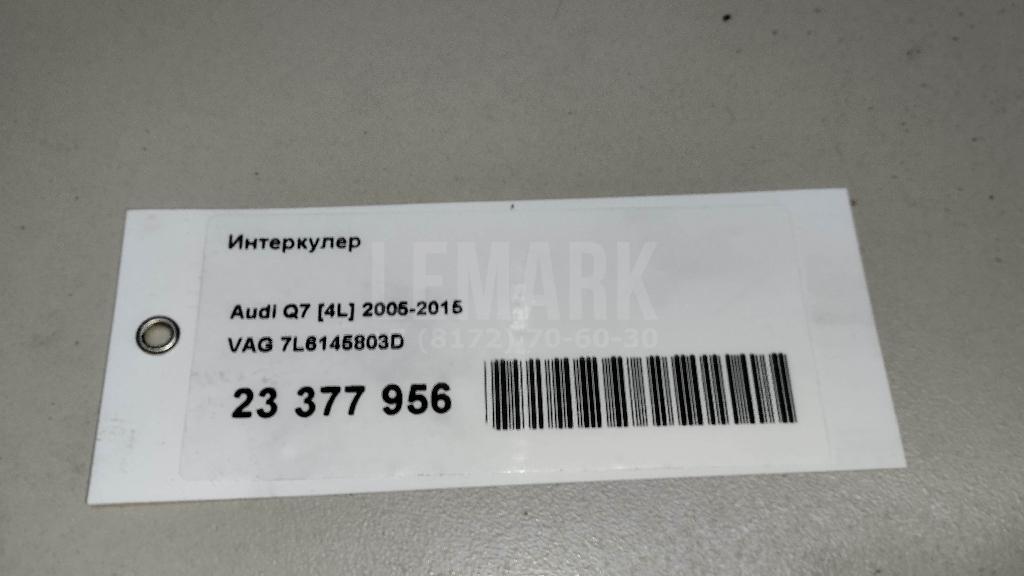 Интеркулер
LEMARK
Audi Q7 [4L] 2005-2015
VAG 7L6145803D
(8172) 70-60-30
23 377 956